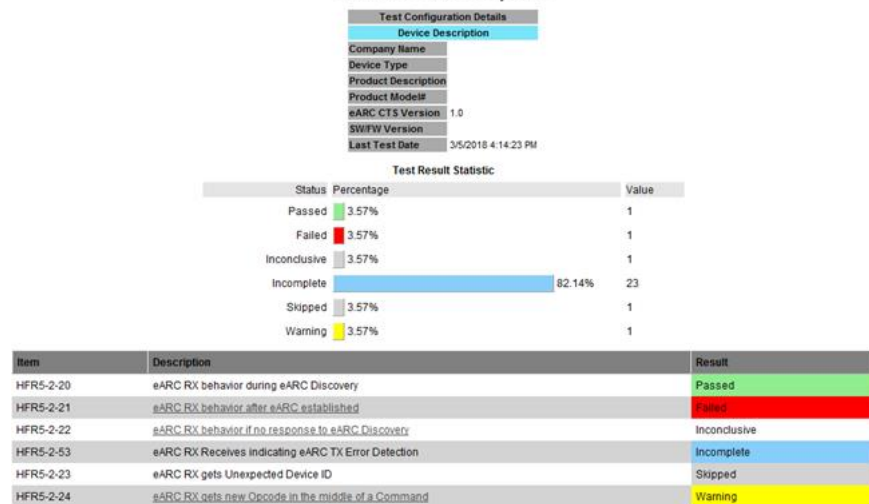 Test Configuration Details
Device Description
Company Name
Device Type
Product Description
Product Model#
eARC CTS Version 1.0
SW/FW Version
Last Test Date 3/5/2018 4:14:23 PM
Test Result Statistic
Status Percentage Value
Passed 3.57% 1
Failed 3.57% 1
Inconclusive 3.57% 1
Incomplete 82.14% 23
Skipped 3.57% 1
Warning 3.57% 1
Item Description Result
HFR5-2-20 eARC RX behavior during eARC Discovery Passed
HFR5-2-21 eARC RX behavior after eARC established Failed
HFR5-2-22 eARC RX behavior if no response to eARC Discovery Inconclusive
HFR5-2-53 eARC RX Receives indicating eARC TX Error Detection Incomplete
HFR5-2-23 eARC RX gets Unexpected Device ID Skipped
HFR5-2-24 eARC RX gets new Opcode in the middle of a Command Warning